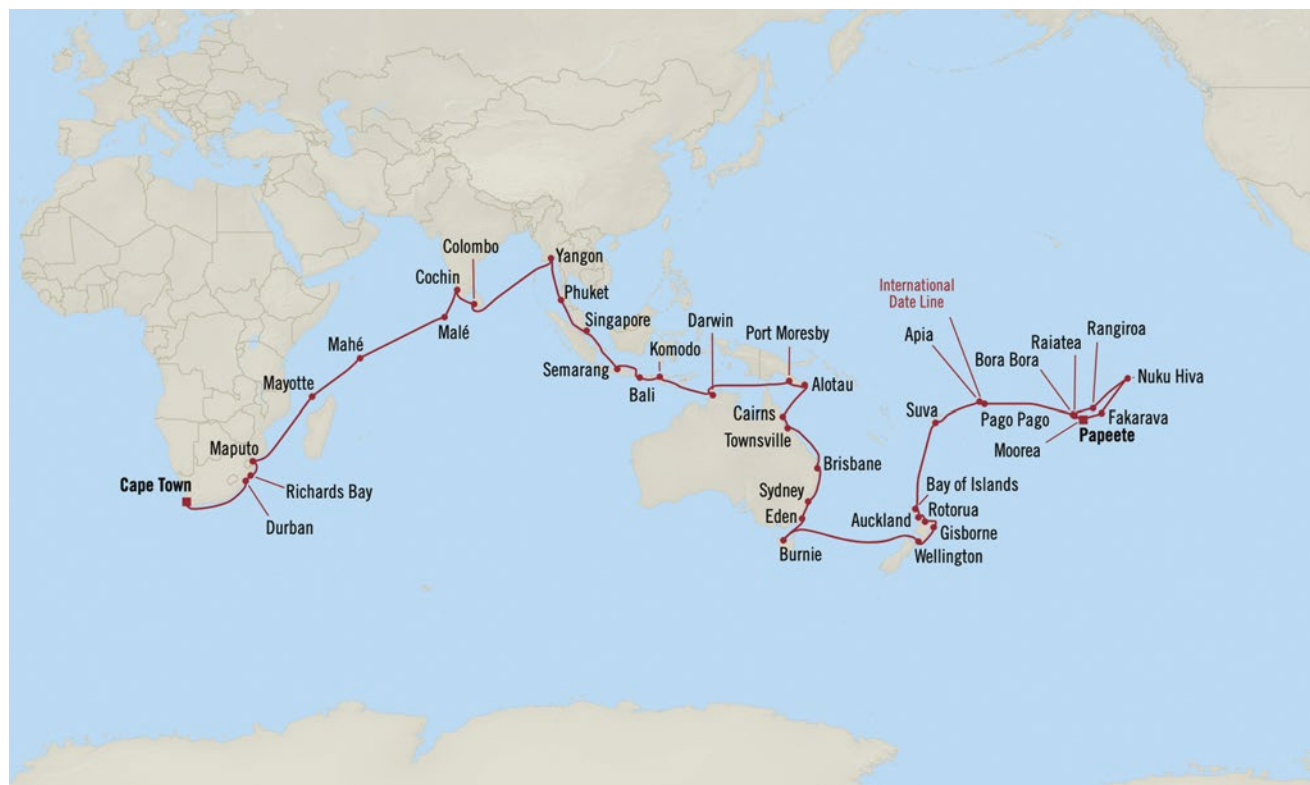 Colombo
Yangon
Cochin
Phuket
International
Date Line
Malé
Singapore
Darwin
Port Moresby
Apia
Raiatea
Rangiroa
Mahé
Komodo
Bora Bora
Semarang
Nuku Hiva
Mayotte
Bali
Alotau
Suva
Pago Pago
Fakarava
Cairns
Papeete
Townsville
Moorea
Maputo
Brisbane
Cape Town
Richards Bay
Bay of Islands
Sydney
Durban
Eden
Auckland
Rotorua
Gisborne
Burnie
Wellington